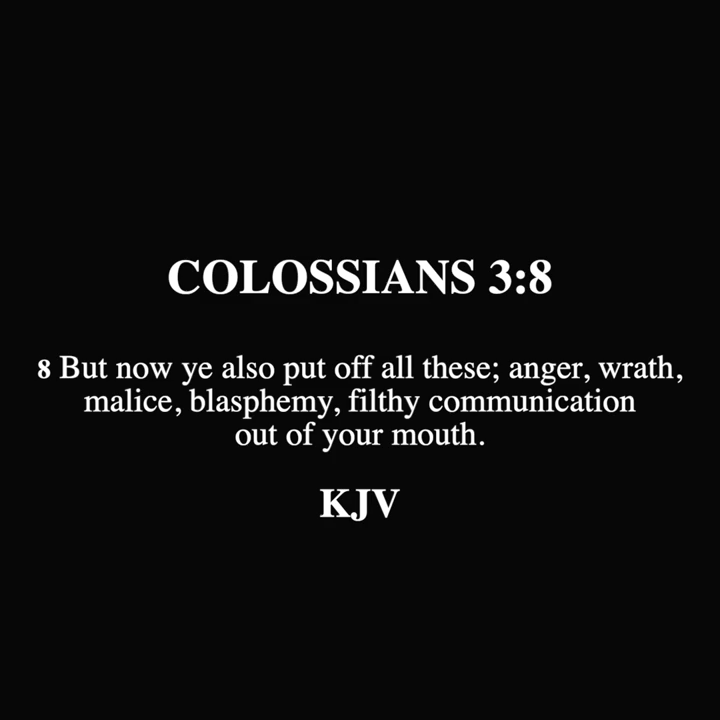 COLOSSIANS 3:8
8 But now ye also put off all these; anger, wrath,
malice, blasphemy, filthy communication
out of your mouth.
KJV